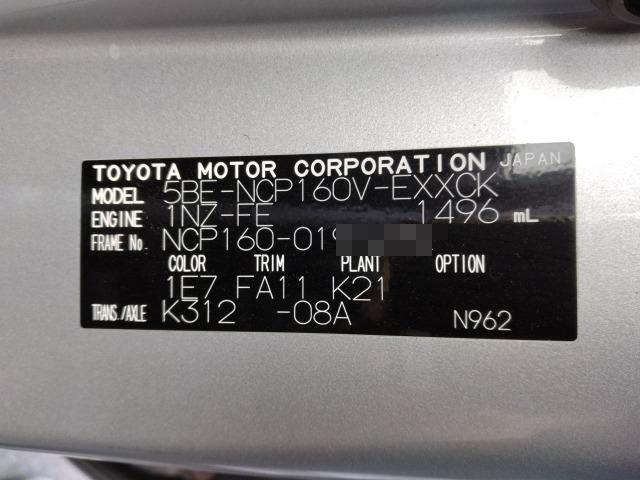 TOYOTA MOTOR CORPORATION JAPAN
MODEL 5BE-NCP160V-EXXCK
ENGINE 1NZ-FE 1496 mL
FRAME No. NCP160-019
COLOR TRIM PLANT OPTION
1E7 FA11 K21
TRANS./AXLE K312 -08A N962